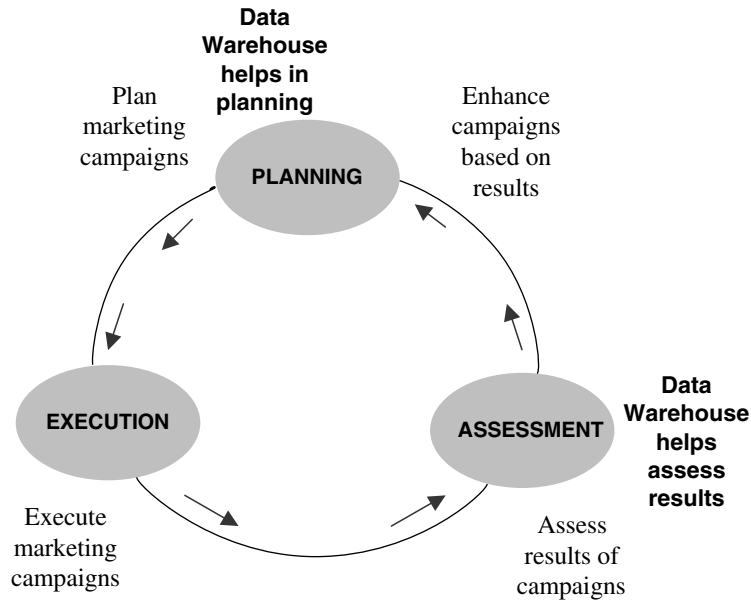 Data
Warehouse
helps in
planning
Plan
marketing
campaigns
Enhance
campaigns
based on
results
PLANNING
EXECUTION
ASSESSMENT
Data
Warehouse
helps
assess
results
Execute
marketing
campaigns
Assess
results of
campaigns